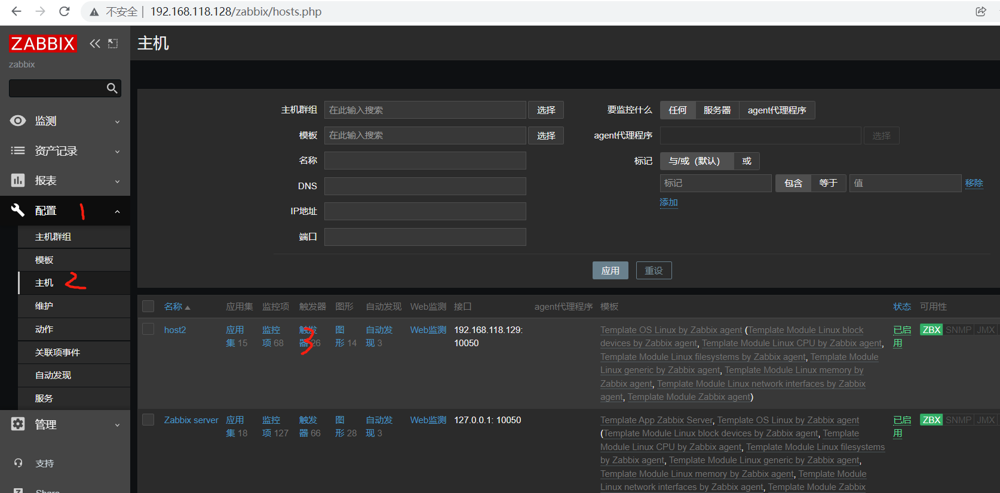 不安全 | 192.168.118.128/zabbix/hosts.php
ZABBIX
zabbix
监测
资产记录
报表
配置 1
主机群组
模板
主机 2
维护
动作
关联项事件
自动发现
服务
管理
支持
Share
主机
主机群组 在此输入搜索 选择
模板 在此输入搜索 选择
名称
DNS
IP地址
端口
要监控什么 任何 服务器 agent代理程序
agent代理程序 选择
标记 与/或（默认） 或
标记 包含 等于 值 移除
添加
应用 重设
名称 应用集 监控项 触发器 图形 自动发现 Web监测 接口 agent代理程序 模板 状态 可用性
host2 应用 监控 触发 图 自动发 Web监测 192.168.118.129: Template OS Linux by Zabbix agent (Template Module Linux block 已启 ZBX SNMP JMX
集 15 项 68 器 26 形 14 现 3 10050 devices by Zabbix agent, Template Module Linux CPU by Zabbix agent, 用
3
Template Module Linux filesystems by Zabbix agent, Template Module
Linux generic by Zabbix agent, Template Module Linux memory by
Zabbix agent, Template Module Linux network interfaces by Zabbix
agent, Template Module Zabbix agent)
Zabbix server 应用 监控 触发 图 自动发 Web监测 127.0.0.1: 10050 Template App Zabbix Server, Template OS Linux by Zabbix agent 已启 ZBX SNMP JMX
集 18 项 127 器 66 形 28 现 3 (Template Module Linux block devices by Zabbix agent, Template 用
Module Linux CPU by Zabbix agent, Template Module Linux filesystems
by Zabbix agent, Template Module Linux generic by Zabbix agent,
Template Module Linux memory by Zabbix agent, Template Module
Linux network interfaces by Zabbix agent, Template Module Zabbix